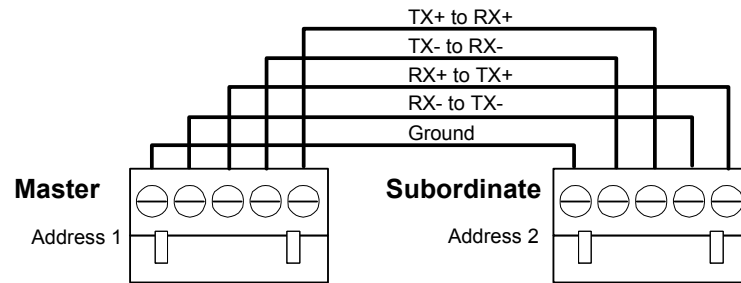 TX+ to RX+
TX- to RX-
RX+ to TX+
RX- to TX-
Ground
Master
Subordinate
Address 1
Address 2